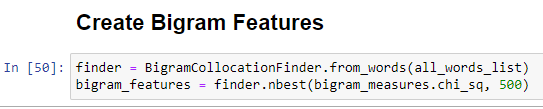 Create Bigram Features
In [50]: finder = BigramCollocationFinder.from_words(all_words_list)
bigram_features = finder.nbest(bigram_measures.chi_sq, 500)